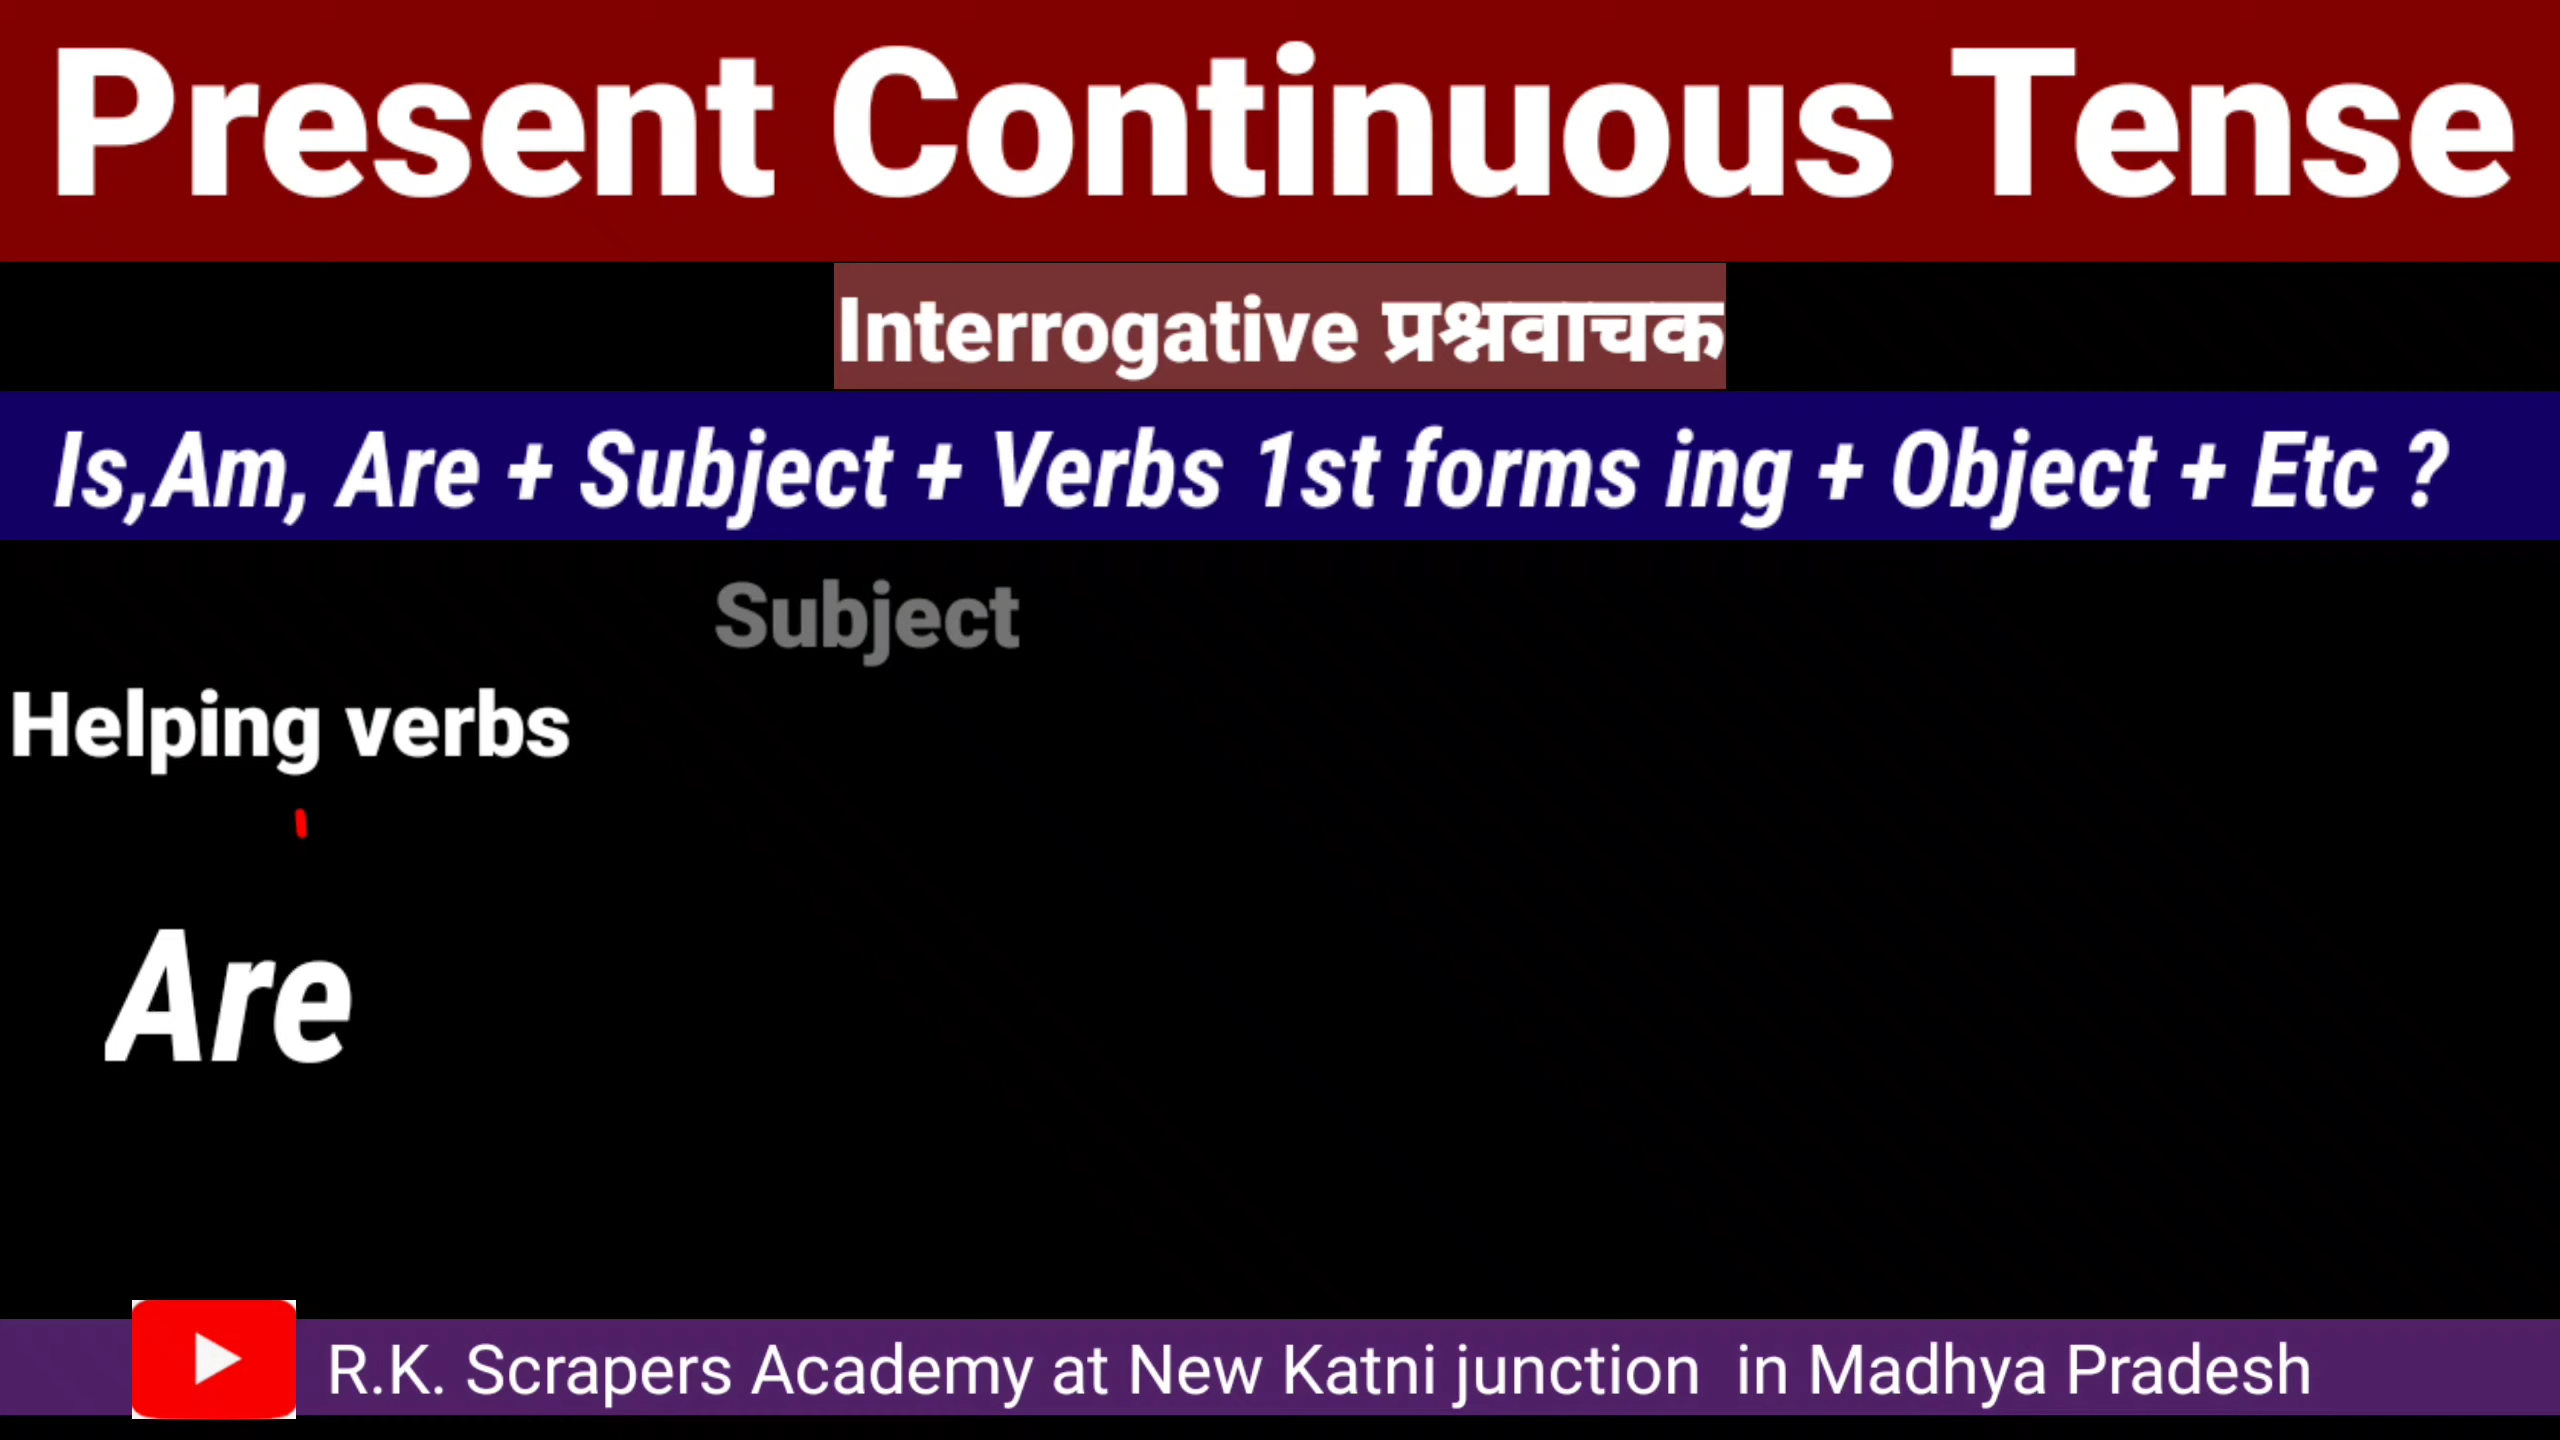 Present Continuous Tense
Interrogative प्रश्नवाचक
Is,Am, Are + Subject + Verbs 1st forms ing + Object + Etc ?
Subject
Helping verbs
Are
R.K. Scrapers Academy at New Katni junction in Madhya Pradesh